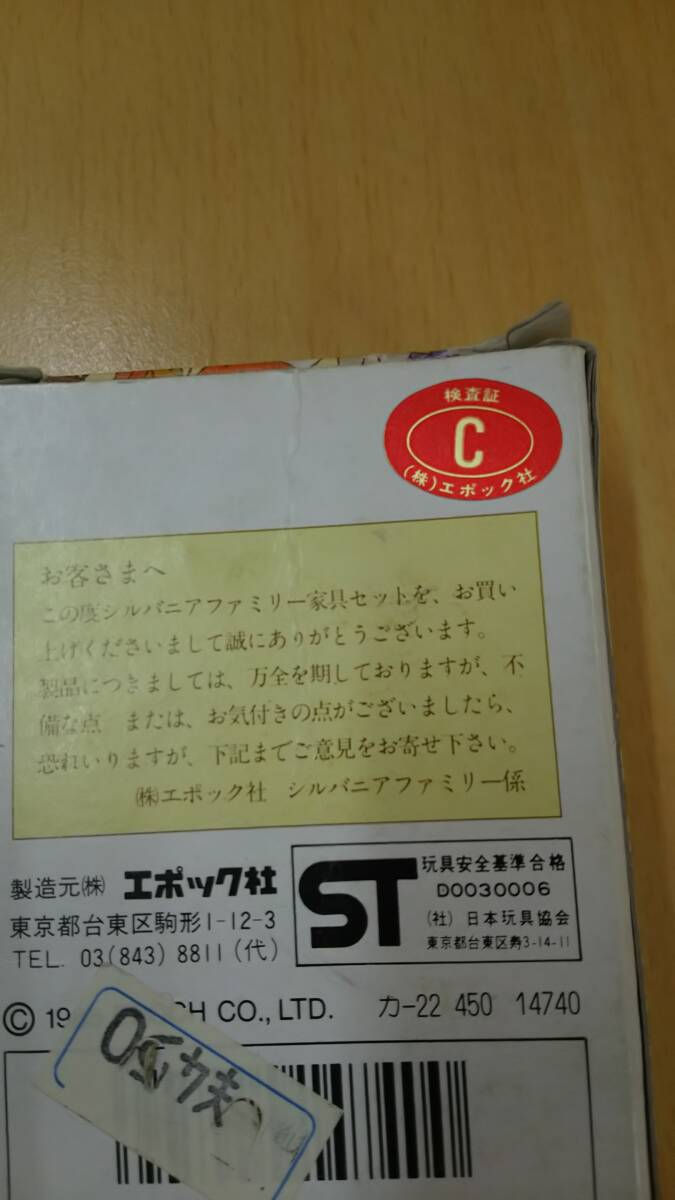 検査証
C
(株)エポック社
お客さまへ
この度シルバニアファミリー家具セットを、お買い
上げくださいまして誠にありがとうございます。
製品につきましては、万全を期しておりますが、不
備な点 または、お気付きの点がございましたら、
恐れいりますが、下記までご意見をお寄せ下さい。
㈱エポック社 シルバニアファミリー係
製造元㈱ エポック社
東京都台東区駒形1-12-3
TEL. 03(843)8811(代)
ST
玩具安全基準合格
D0030006
(社)日本玩具協会
東京都台東区寿3-14-11
© 19 CH CO., LTD. カ-22 450 14740